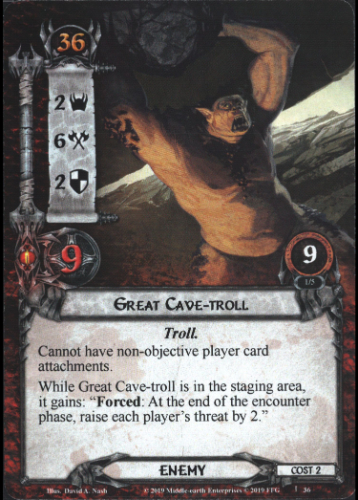 36
2
6
2
9
9
1/5
GREAT CAVE-TROLL
Troll.
Cannot have non-objective player card
attachments.
While Great Cave-troll is in the staging area,
it gains: “Forced: At the end of the encounter
phase, raise each player’s threat by 2.”
ENEMY
COST 2
Illus. David A. Nash
© 2019 Middle-earth Enterprises © 2019 FFG
36